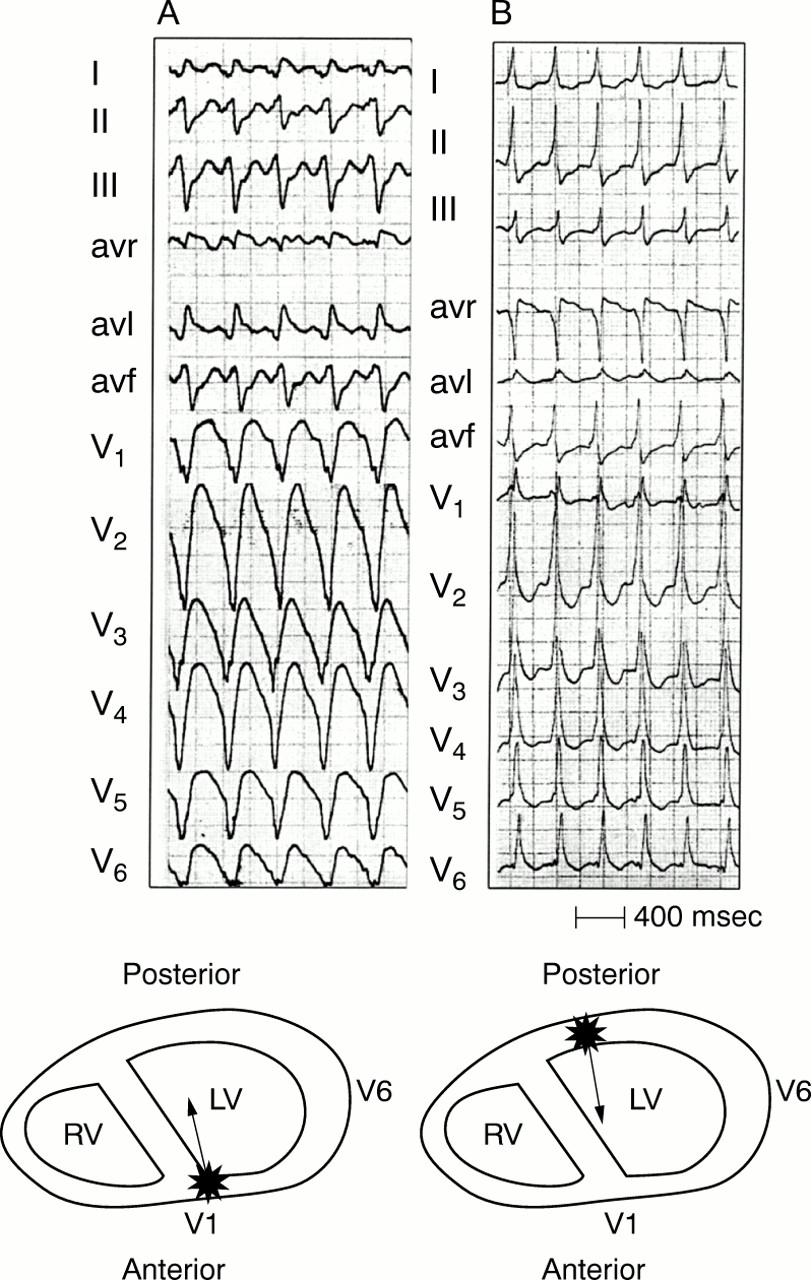 A
I
II
III
avr
avl
avf
V1
V2
V3
V4
V5
V6
B
I
II
III
avr
avl
avf
V1
V2
V3
V4
V5
V6
400 msec
Posterior
LV
V6
RV
V1
Anterior
Posterior
LV
V6
RV
V1
Anterior